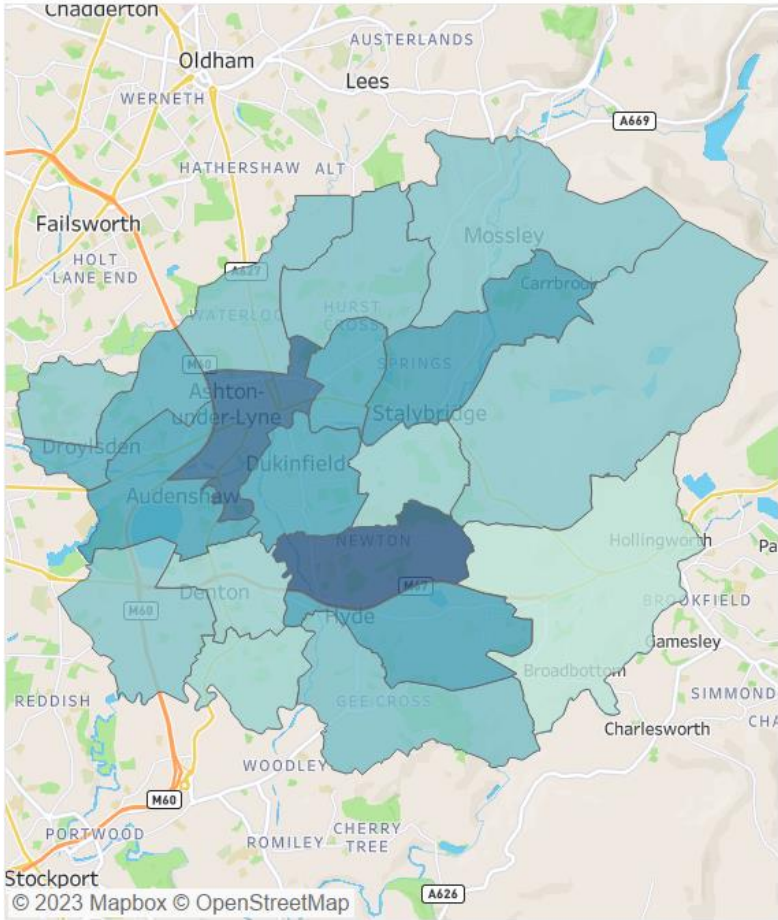 Chadderton
AUSTERLANDS
Oldham
Lees
WERNETH
A669
HATHERSHAW
ALT
Failsworth
HOLT
LANE END
Mossley
A627
Carrbrook
WATERLOO
HURST
CROSS
M60
SPRINGS
Ashton-
under-Lyne
Stalybridge
Droylsden
Dukinfield
Audenshaw
NEWTON
Hollingworth
Pa
M67
Denton
BROOKFIELD
M60
Hyde
Gamesley
Broadbottom
REDDISH
GEE CROSS
SIMMOND
CHA
Charlesworth
WOODLEY
M60
PORTWOOD
CHERRY
TREE
ROMILEY
Stockport
A626
© 2023 Mapbox © OpenStreetMap